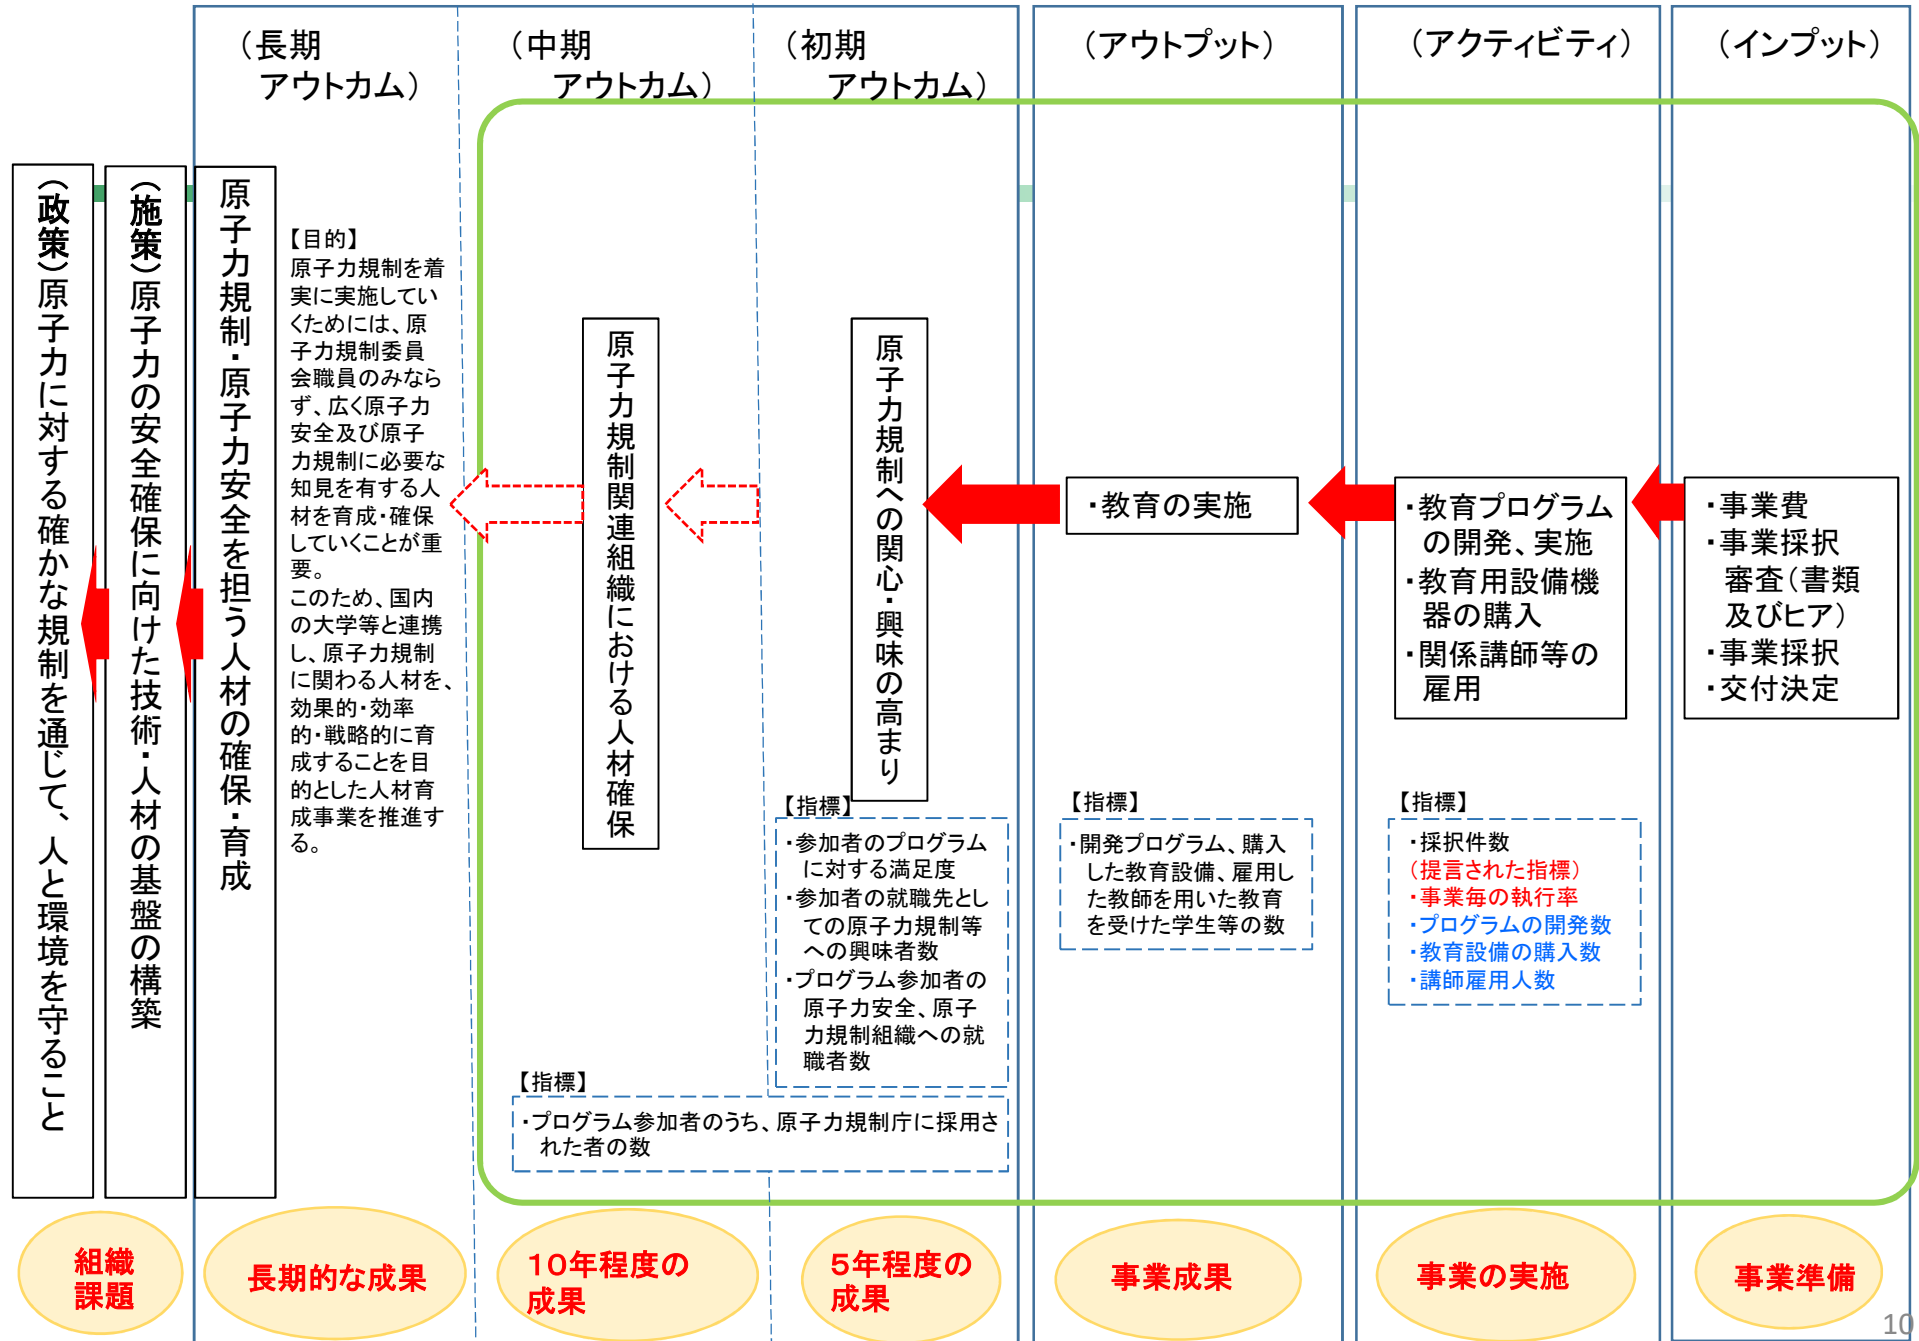 （長期
アウトカム）
（中期
アウトカム）
（初期
アウトカム）
（アウトプット）
（アクティビティ）
（インプット）
（政策）原子力に対する確かな規制を通じて、人と環境を守ること
（施策）原子力の安全確保に向けた技術・人材の基盤の構築
原子力規制・原子力安全を担う人材の確保・育成
【目的】
原子力規制を着
実に実施してい
くためには、原
子力規制委員
会職員のみなら
ず、広く原子力
安全及び原子
力規制に必要な
知見を有する人
材を育成・確保
していくことが重
要。
このため、国内
の大学等と連携
し、原子力規制
に関わる人材を、
効果的・効率
的・戦略的に育
成することを目
的とした人材育
成事業を推進す
る。
原子力規制関連組織における人材確保
原子力規制への関心・興味の高まり
・教育の実施
・教育プログラム
の開発、実施
・教育用設備機
器の購入
・関係講師等の
雇用
・事業費
・事業採択
審査（書類
及びヒア）
・事業採択
・交付決定
【指標】
・参加者のプログラム
に対する満足度
・参加者の就職先とし
ての原子力規制等
への興味者数
・プログラム参加者の
原子力安全、原子
力規制組織への就
職者数
【指標】
・開発プログラム、購入
した教育設備、雇用し
た教師を用いた教育
を受けた学生等の数
【指標】
・採択件数
（提言された指標）
・事業毎の執行率
・プログラムの開発数
・教育設備の購入数
・講師雇用人数
【指標】
・プログラム参加者のうち、原子力規制庁に採用さ
れた者の数
組織
課題
長期的な成果
１０年程度の
成果
５年程度の
成果
事業成果
事業の実施
事業準備
10